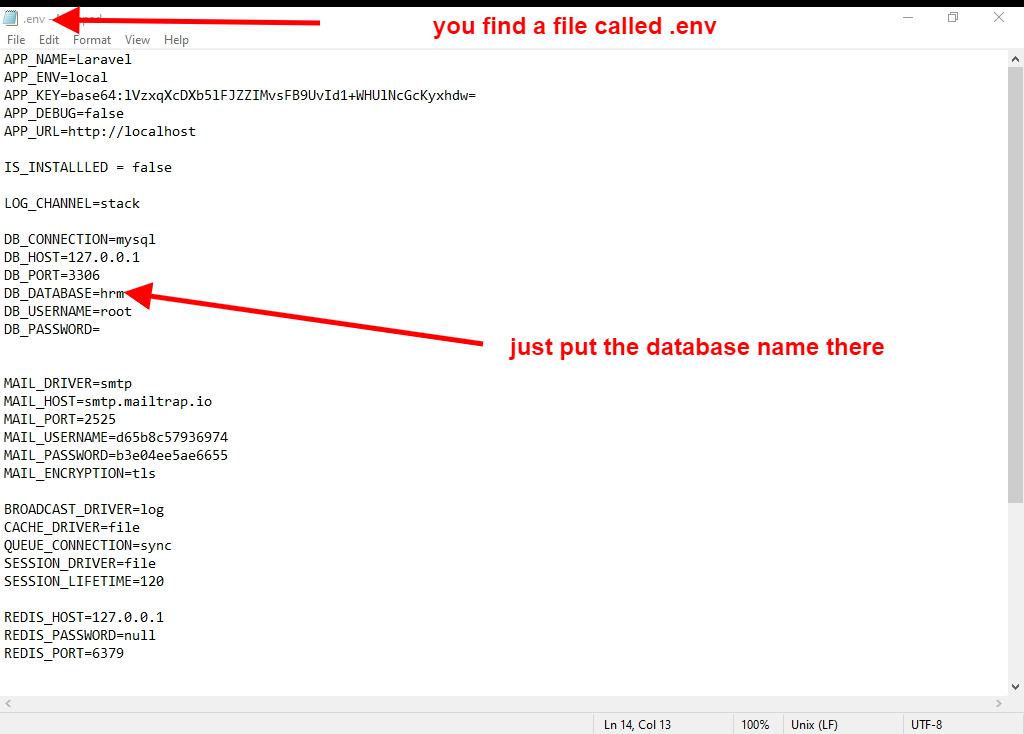 .env
you find a file called .env
File Edit Format View Help
APP_NAME=Laravel
APP_ENV=local
APP_KEY=base64:lVzxqXcDXb5lFJZZIMvsFB9UvId1+WHUlNcGcKyxhdw=
APP_DEBUG=false
APP_URL=http://localhost
IS_INSTALLLED = false
LOG_CHANNEL=stack
DB_CONNECTION=mysql
DB_HOST=127.0.0.1
DB_PORT=3306
DB_DATABASE=hrm
DB_USERNAME=root
DB_PASSWORD=
just put the database name there
MAIL_DRIVER=smtp
MAIL_HOST=smtp.mailtrap.io
MAIL_PORT=2525
MAIL_USERNAME=d65b8c57936974
MAIL_PASSWORD=b3e04ee5ae6655
MAIL_ENCRYPTION=tls
BROADCAST_DRIVER=log
CACHE_DRIVER=file
QUEUE_CONNECTION=sync
SESSION_DRIVER=file
SESSION_LIFETIME=120
REDIS_HOST=127.0.0.1
REDIS_PASSWORD=null
REDIS_PORT=6379
Ln 14, Col 13 100% Unix (LF) UTF-8